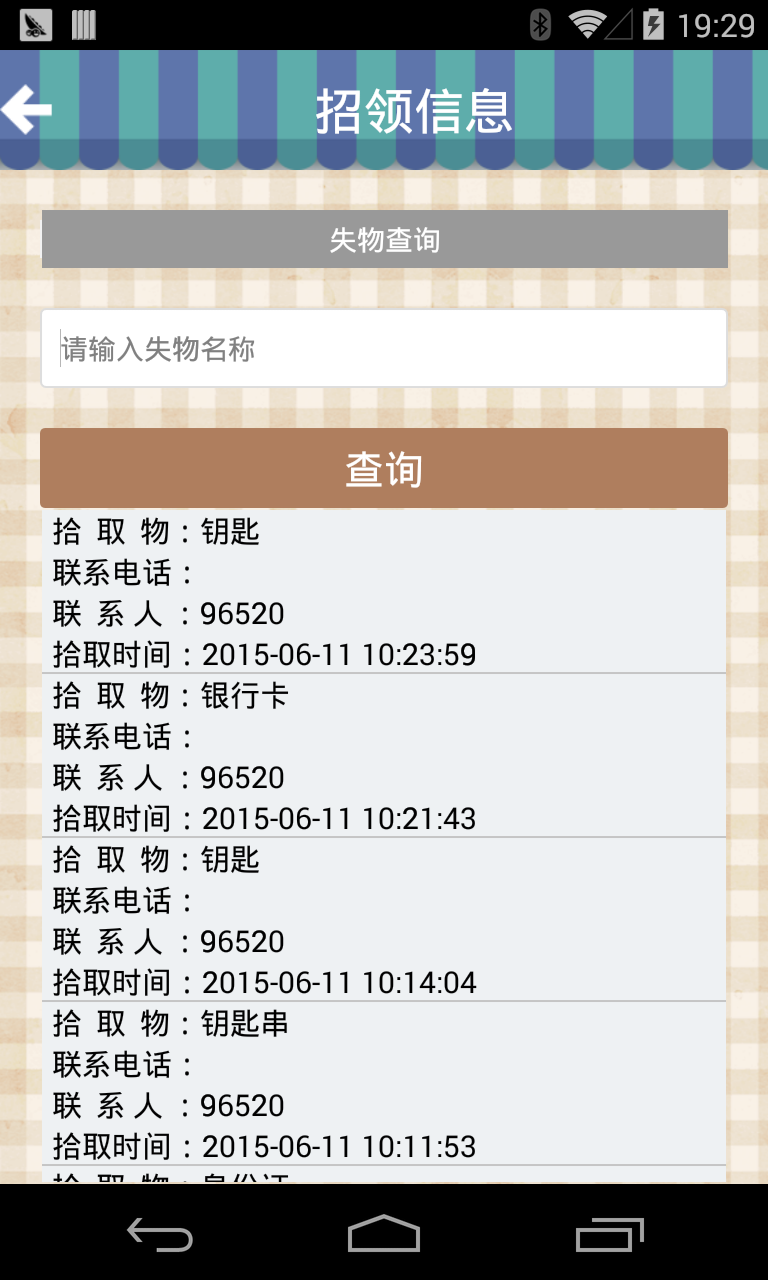 19:29
招领信息
失物查询
请输入失物名称
查询
拾 取 物：钥匙
联系电话：
联 系 人 ：96520
拾取时间：2015-06-11 10:23:59
拾 取 物：银行卡
联系电话：
联 系 人 ：96520
拾取时间：2015-06-11 10:21:43
拾 取 物：钥匙
联系电话：
联 系 人 ：96520
拾取时间：2015-06-11 10:14:04
拾 取 物：钥匙串
联系电话：
联 系 人 ：96520
拾取时间：2015-06-11 10:11:53